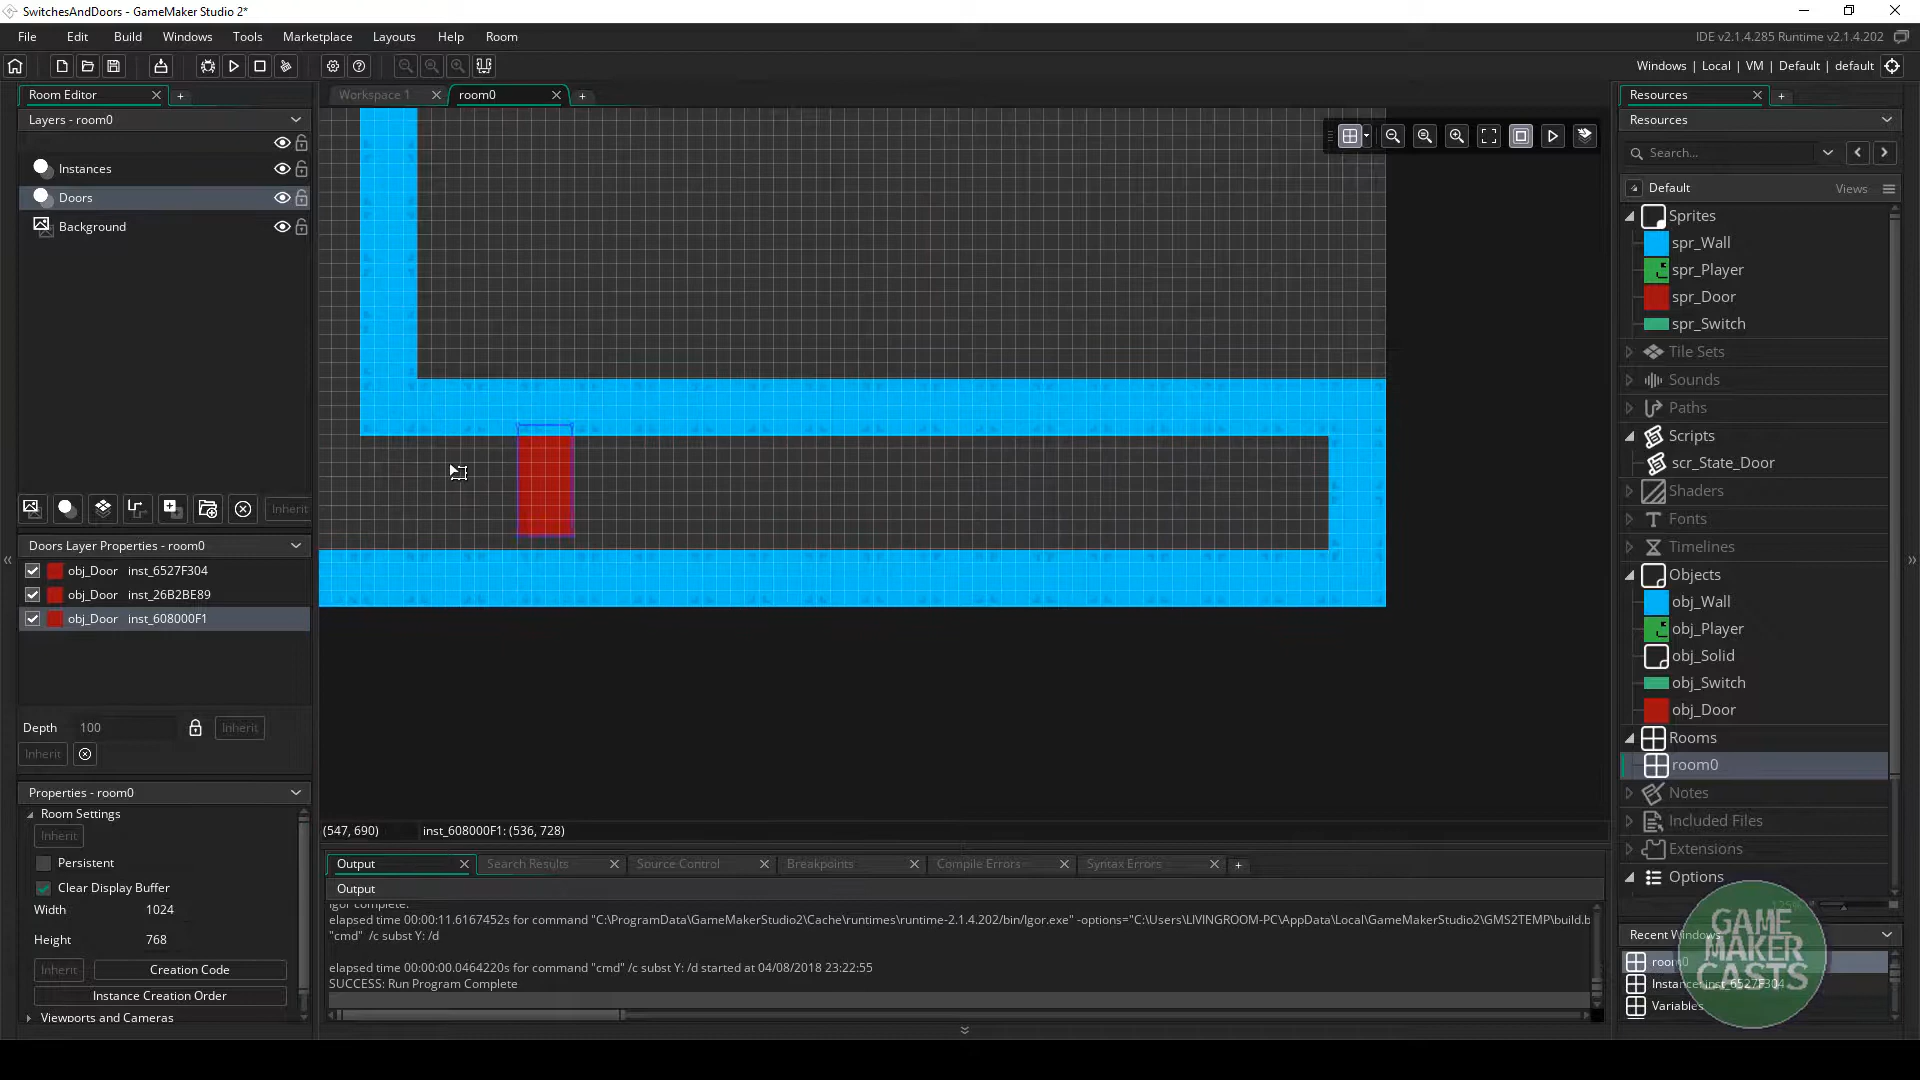 SwitchesAndDoors - GameMaker Studio 2*
File Edit Build Windows Tools Marketplace Layouts Help Room
IDE v2.1.4.285 Runtime v2.1.4.202
Windows | Local | VM | Default | default
Room Editor
Workspace 1
room0
Resources
Layers - room0
Resources
Search...
Instances
Doors
Background
Default
Views
Sprites
spr_Wall
spr_Player
spr_Door
spr_Switch
Tile Sets
Sounds
Paths
Scripts
scr_State_Door
Shaders
Fonts
Timelines
Objects
obj_Wall
obj_Player
obj_Solid
obj_Switch
obj_Door
Rooms
room0
Notes
Included Files
Extensions
Options
Inherit
Doors Layer Properties - room0
obj_Door inst_6527F304
obj_Door inst_26B2BE89
obj_Door inst_608000F1
Depth 100 Inherit
Inherit
Properties - room0
Room Settings
Inherit
Persistent
Clear Display Buffer
Width 1024
Height 768
Inherit Creation Code
Instance Creation Order
Viewports and Cameras
(547, 690) inst_608000F1: (536, 728)
Output Search Results Source Control Breakpoints Compile Errors Syntax Errors
Output
Igor complete.
elapsed time 00:00:11.6167452s for command "C:\ProgramData\GameMakerStudio2\Cache\runtimes\runtime-2.1.4.202/bin/Igor.exe" -options="C:\Users\LIVINGROOM-PC\AppData\Local\GameMakerStudio2\GMS2TEMP\build.b
"cmd" /c subst Y: /d
elapsed time 00:00:00.0464220s for command "cmd" /c subst Y: /d started at 04/08/2018 23:22:55
SUCCESS: Run Program Complete
Recent Windows
room0
Instance: inst_6527F304
Variables
GAME
MAKER
CASTS